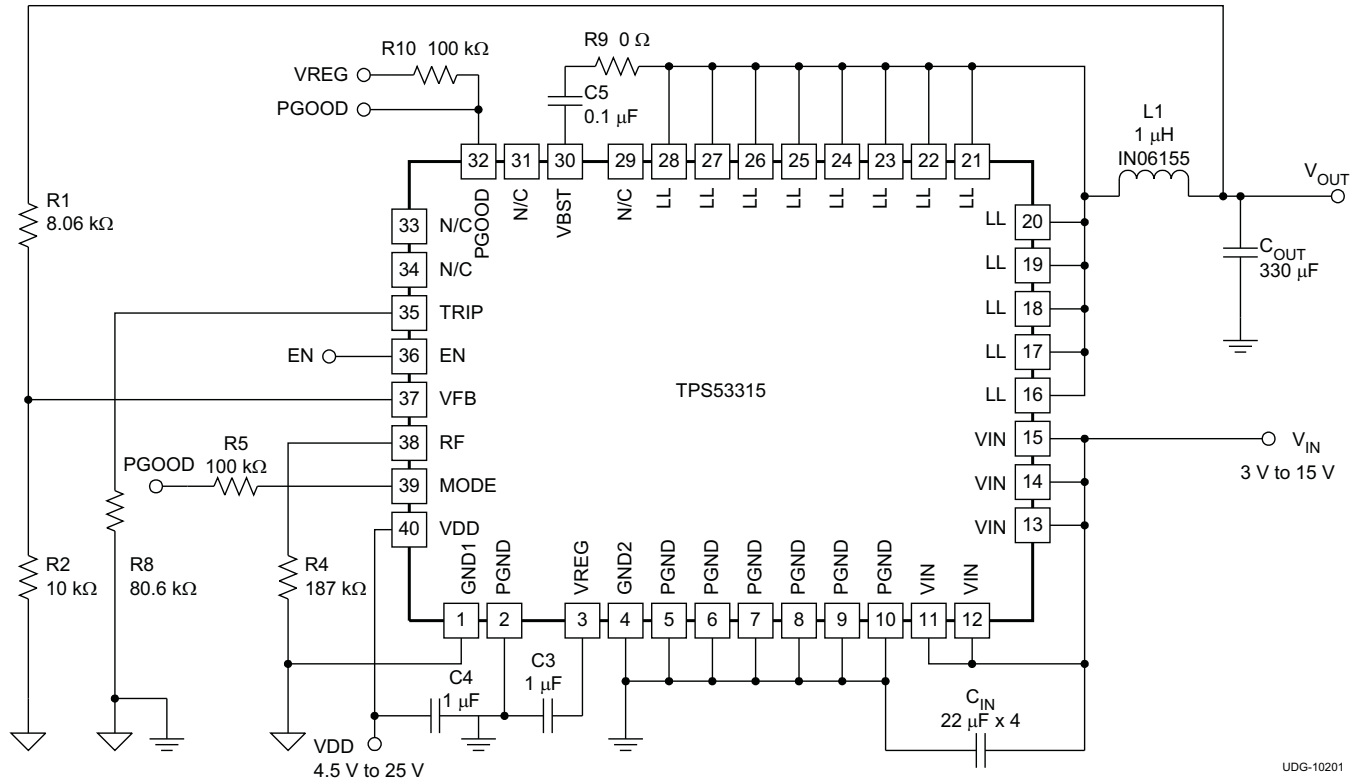 R10 100 kΩ
R9 0 Ω
VREG
PGOOD
C5
0.1 μF
L1
1 μH
IN06155
VOUT
COUT
330 μF
R1
8.06 kΩ
32 31 30 29 28 27 26 25 24 23 22 21
PGOOD N/C VBST N/C LL LL LL LL LL LL LL LL
33 N/C
34 N/C
35 TRIP
EN 36 EN
37 VFB
38 RF
39 MODE
40 VDD
LL 20
LL 19
LL 18
LL 17
LL 16
VIN 15
VIN 14
VIN 13
TPS53315
VIN
3 V to 15 V
R5
100 kΩ
PGOOD
R2
10 kΩ
R8
80.6 kΩ
R4
187 kΩ
GND1 PGND VREG GND2 PGND PGND PGND PGND PGND PGND VIN VIN
1 2 3 4 5 6 7 8 9 10 11 12
C4
1 μF
C3
1 μF
CIN
22 μF x 4
VDD
4.5 V to 25 V
UDG-10201